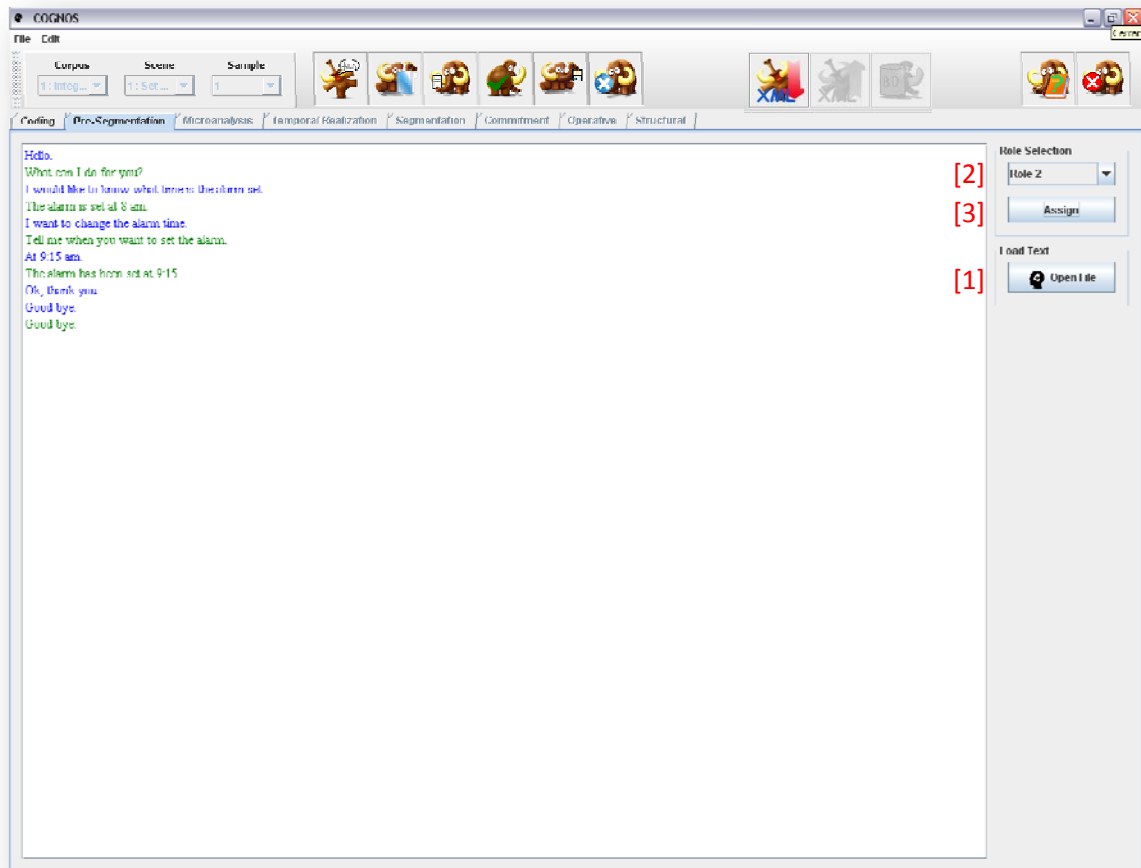 COGNOS
File Edit
Cerrar
Corpus Scene Sample
1: Integ... 1: Set ... 1
XML
BD
Coding Pre-Segmentation Microanalysis Temporal Realization Segmentation Commitment Operative Structural
Hello.
What can I do for you?
I would like to know what time is the alarm set.
The alarm is set at 8 am.
I want to change the alarm time.
Tell me when you want to set the alarm.
At 9:15 am.
The alarm has been set at 9:15
Ok, thank you
Good bye.
Good bye.
Role Selection
[2] Role 2
[3] Assign
Load Text
[1] Open File